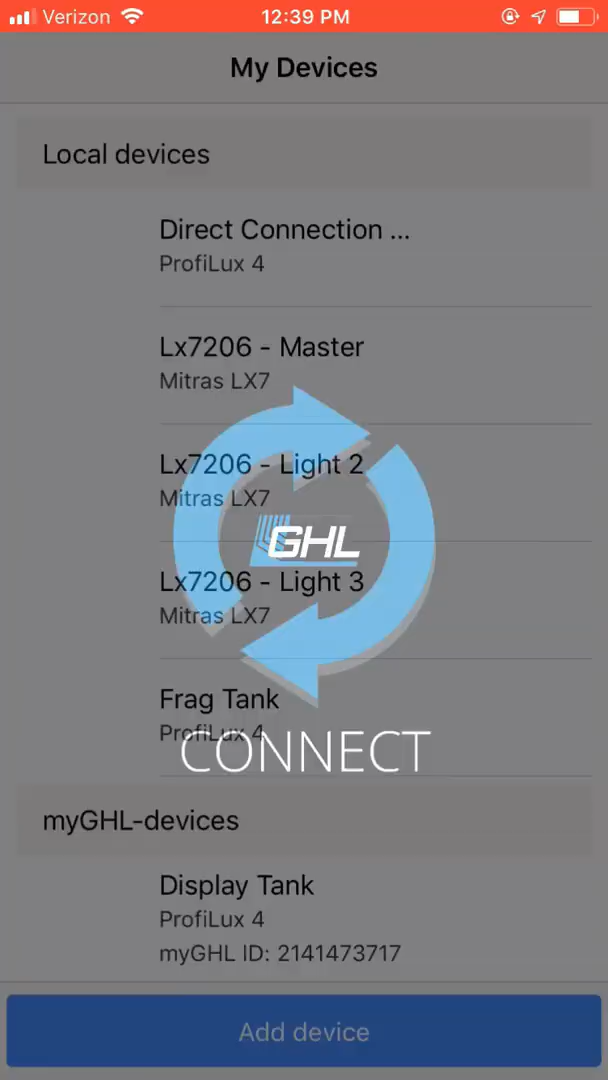 Verizon 12:39 PM
My Devices
Local devices
Direct Connection ...
ProfiLux 4
Lx7206 - Master
Mitras LX7
Lx7206 - Light 2
Mitras LX7
GHL
Lx7206 - Light 3
Mitras LX7
Frag Tank
ProfiLux 4
CONNECT
myGHL-devices
Display Tank
ProfiLux 4
myGHL ID: 2141473717
Add device